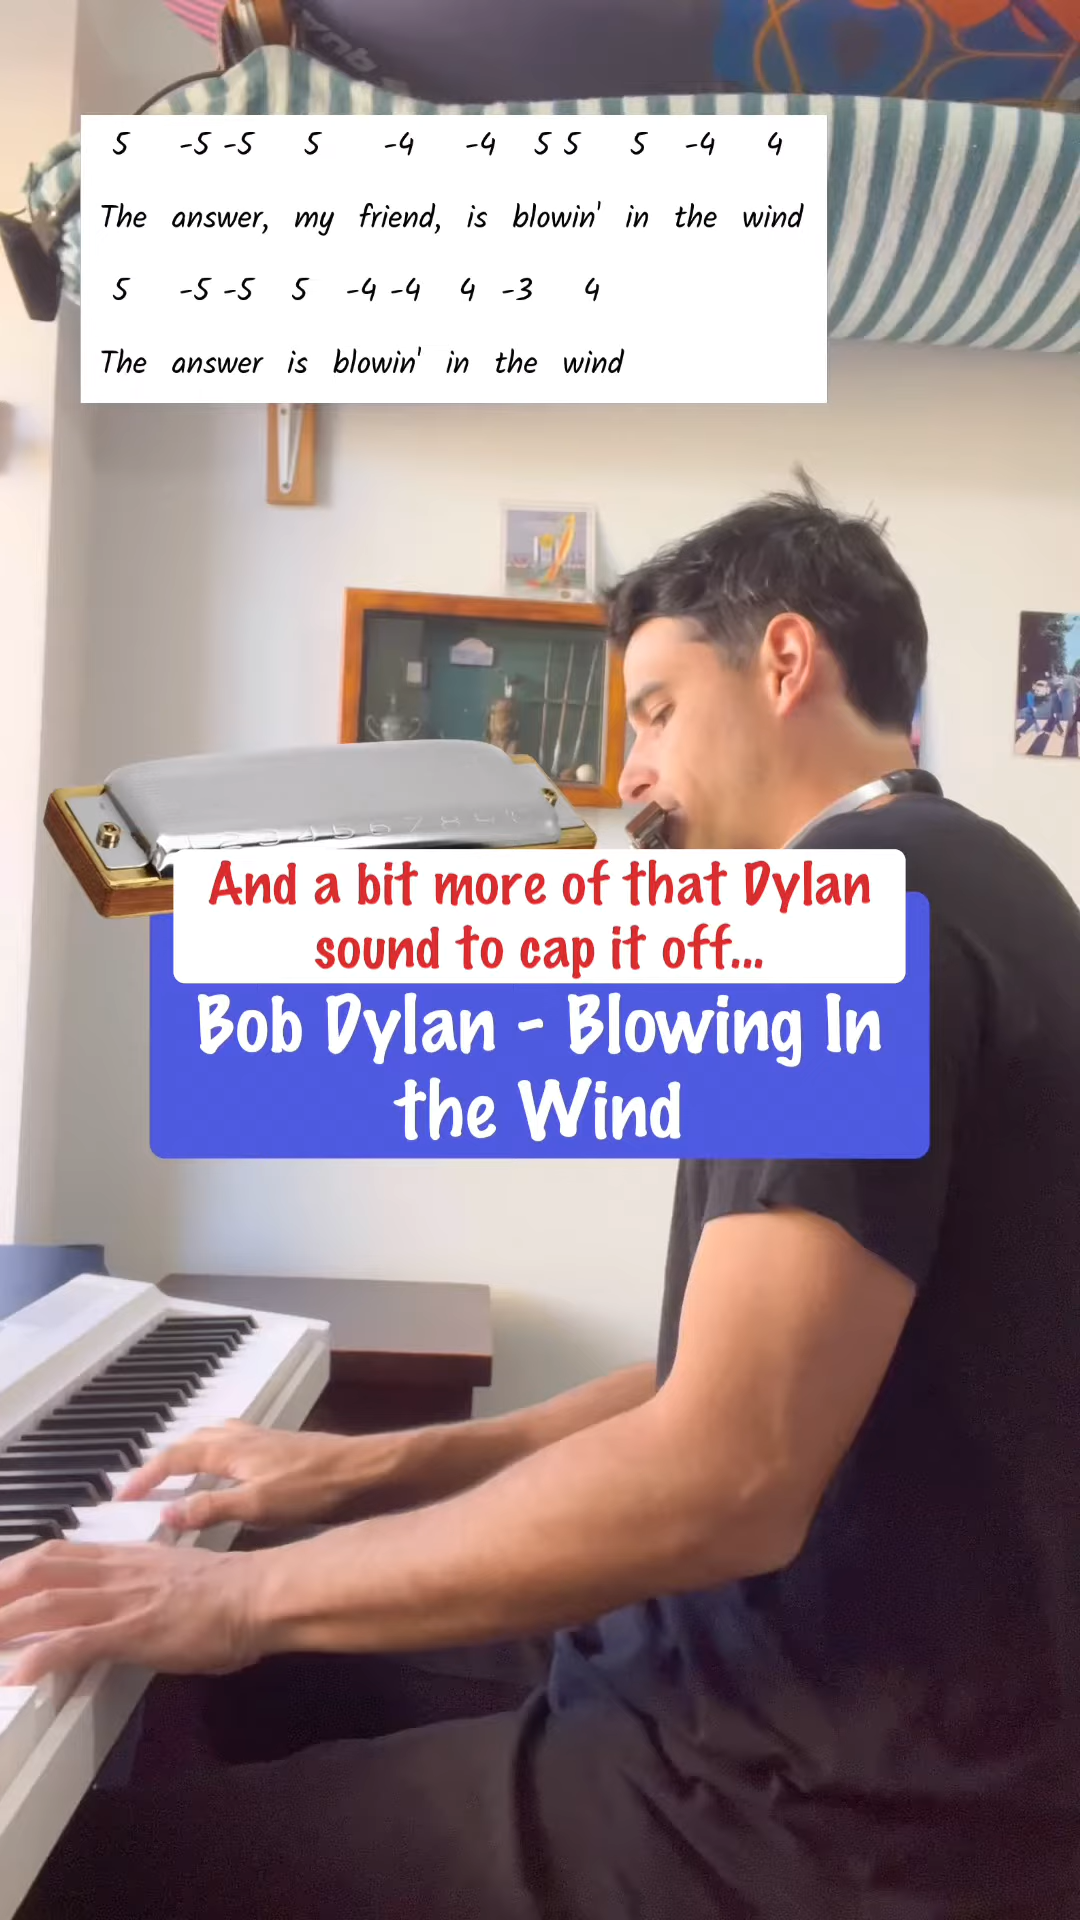 5 -5 -5 5 -4 -4 5 5 5 -4 4
The answer, my friend, is blowin' in the wind
5 -5 -5 5 -4 -4 4 -3 4
The answer is blowin' in the wind
And a bit more of that Dylan
sound to cap it off...
Bob Dylan - Blowing In
the Wind